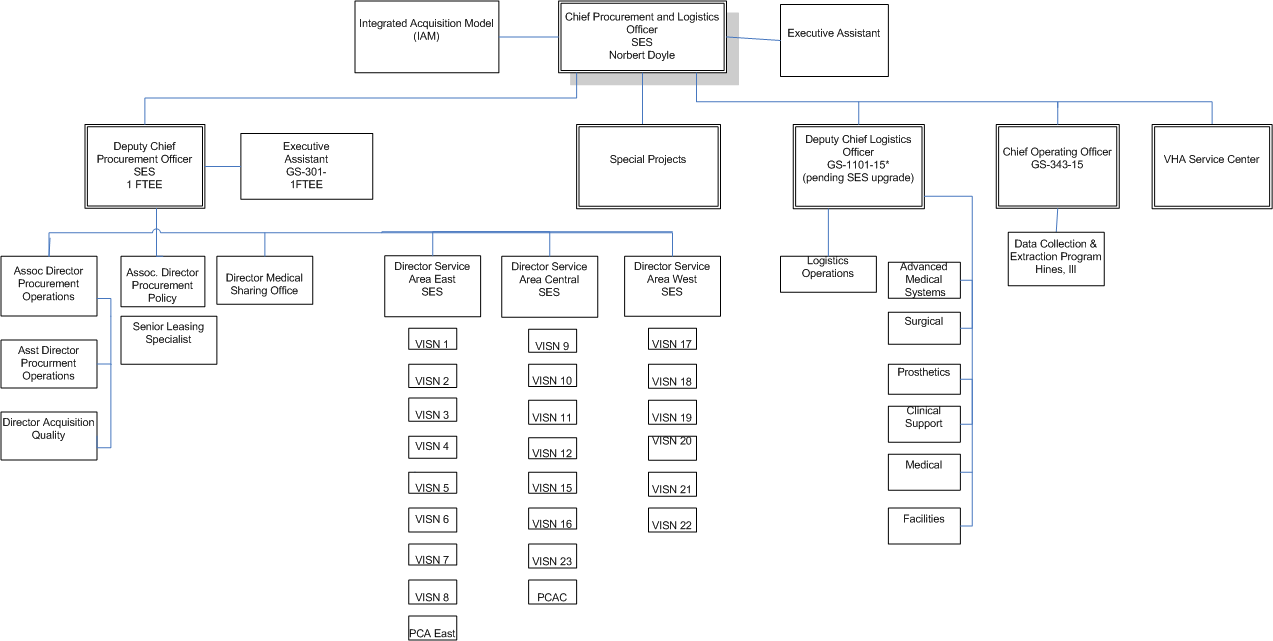 Integrated Acquisition Model
(IAM)
Chief Procurement and Logistics
Officer
SES
Norbert Doyle
Executive Assistant
Deputy Chief
Procurement Officer
SES
1 FTEE
Executive
Assistant
GS-301-
1FTEE
Special Projects
Deputy Chief Logistics
Officer
GS-1101-15*
(pending SES upgrade)
Chief Operating Officer
GS-343-15
VHA Service Center
Assoc Director
Procurement
Operations
Assoc. Director
Procurement
Policy
Director Medical
Sharing Office
Director Service
Area East
SES
Director Service
Area Central
SES
Director Service
Area West
SES
Logistics
Operations
Data Collection &
Extraction Program
Hines, Ill
Senior Leasing
Specialist
Asst Director
Procurment
Operations
Director Acquisition
Quality
VISN 1
VISN 2
VISN 3
VISN 4
VISN 5
VISN 6
VISN 7
VISN 8
PCA East
VISN 9
VISN 10
VISN 11
VISN 12
VISN 15
VISN 16
VISN 23
PCAC
VISN 17
VISN 18
VISN 19
VISN 20
VISN 21
VISN 22
Advanced
Medical
Systems
Surgical
Prosthetics
Clinical
Support
Medical
Facilities